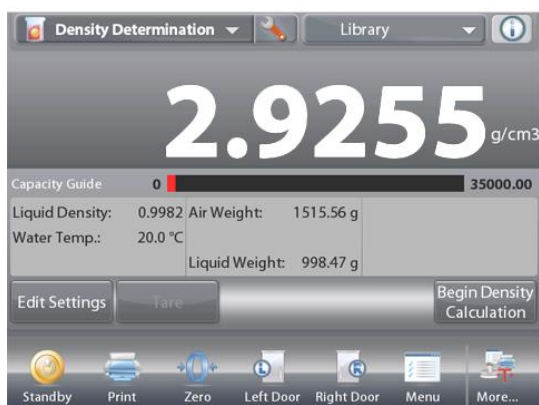 Density Determination Library
2.9255 g/cm3
Capacity Guide 0 35000.00
Liquid Density: 0.9982 Air Weight: 1515.56 g
Water Temp.: 20.0 °C
Liquid Weight: 998.47 g
Edit Settings Tare Begin Density
Calculation
Standby Print Zero Left Door Right Door Menu More...